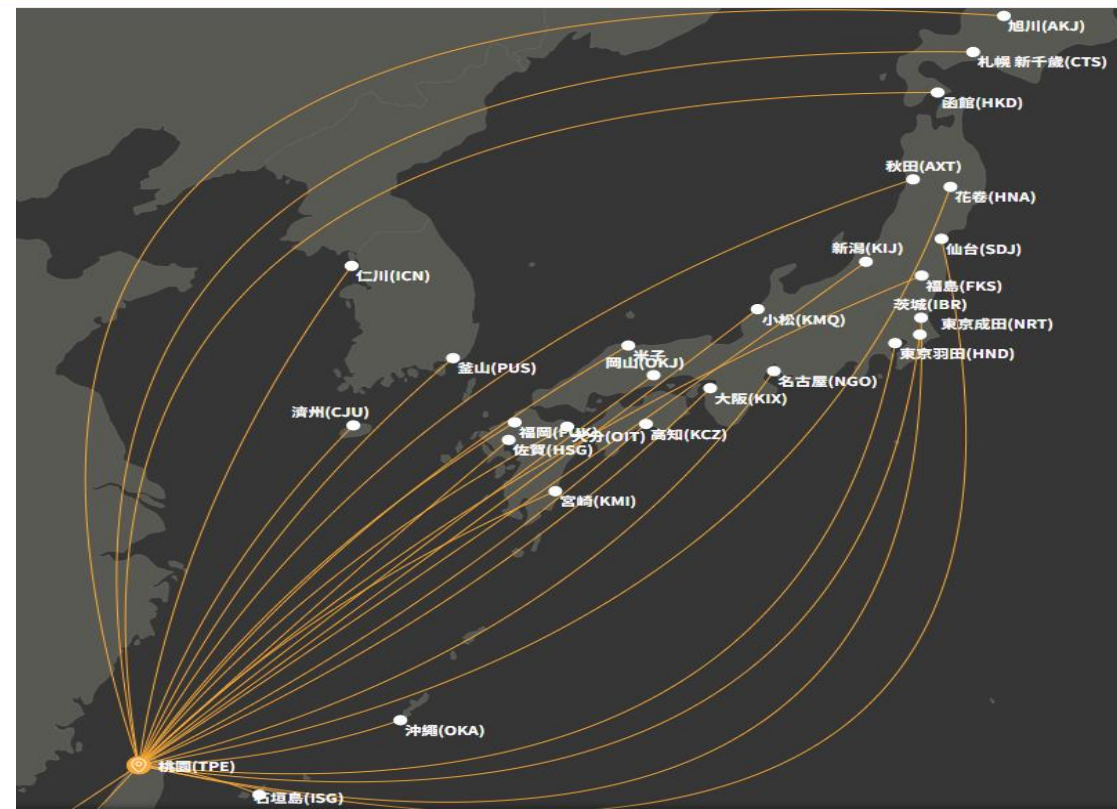 旭川(AKJ)
札幌 新千歳(CTS)
函館(HKD)
秋田(AXT)
花卷(HNA)
仙台(SDJ)
新潟(KIJ)
仁川(ICN)
福島(FKS)
茨城(IBR)
小松(KMQ)
東京成田(NRT)
東京羽田(HND)
米子
岡山(OKJ)
釜山(PUS)
名古屋(NGO)
大阪(KIX)
濟州(CJU)
福岡(FUK)
大分(OIT)
高知(KCZ)
佐賀(HSG)
宮崎(KMI)
沖繩(OKA)
桃園(TPE)
石垣島(ISG)